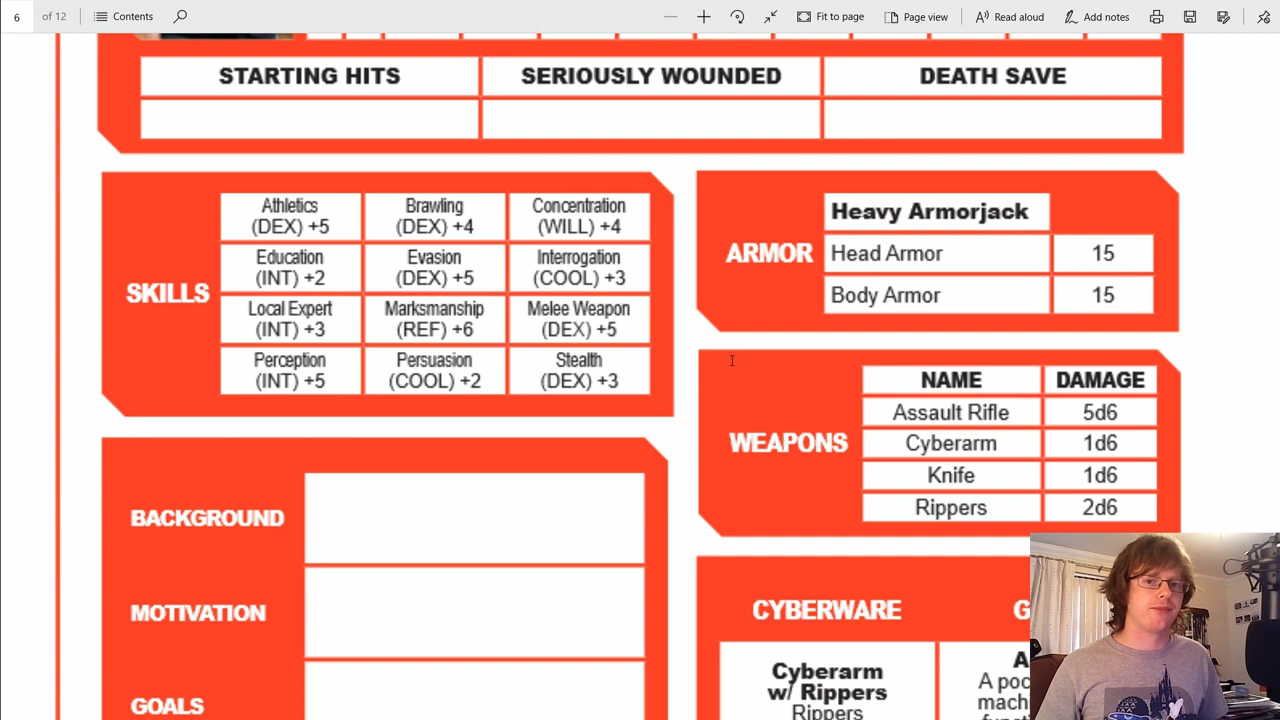 6 of 12 Contents Fit to page Page view Read aloud Add notes
STARTING HITS SERIOUSLY WOUNDED DEATH SAVE
SKILLS
Athletics Brawling Concentration
(DEX) +5 (DEX) +4 (WILL) +4
Education Evasion Interrogation
(INT) +2 (DEX) +5 (COOL) +3
Local Expert Marksmanship Melee Weapon
(INT) +3 (REF) +6 (DEX) +5
Perception Persuasion Stealth
(INT) +5 (COOL) +2 (DEX) +3
ARMOR
Heavy Armorjack
Head Armor 15
Body Armor 15
WEAPONS
NAME DAMAGE
Assault Rifle 5d6
Cyberarm 1d6
Knife 1d6
Rippers 2d6
BACKGROUND
MOTIVATION
GOALS
CYBERWARE
Cyberarm
w/ Rippers
Rippers
A poc
mach